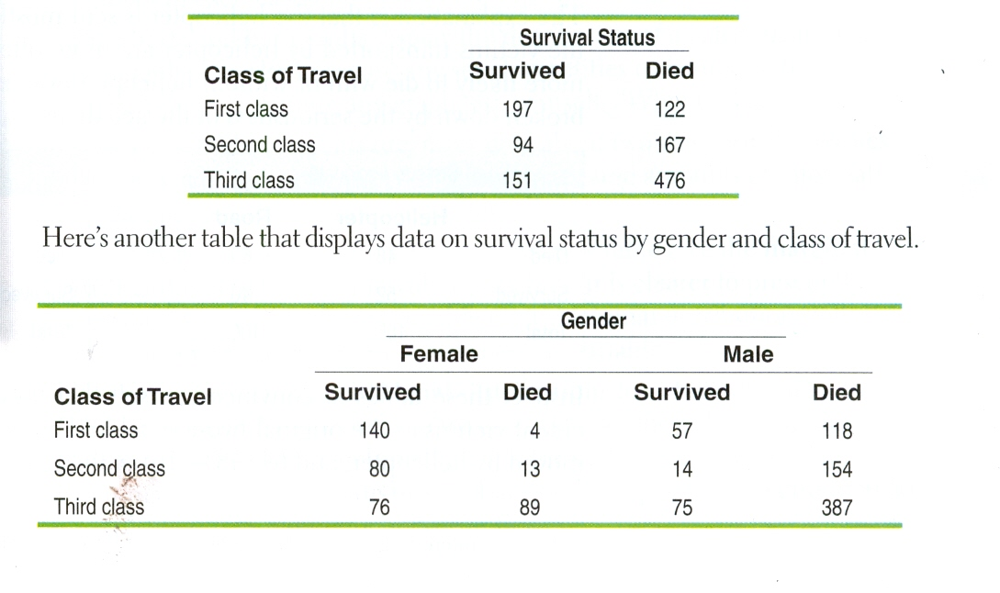 Survival Status
Class of Travel Survived Died
First class 197 122
Second class 94 167
Third class 151 476
Here's another table that displays data on survival status by gender and class of travel.
Gender
Female Male
Class of Travel Survived Died Survived Died
First class 140 4 57 118
Second class 80 13 14 154
Third class 76 89 75 387